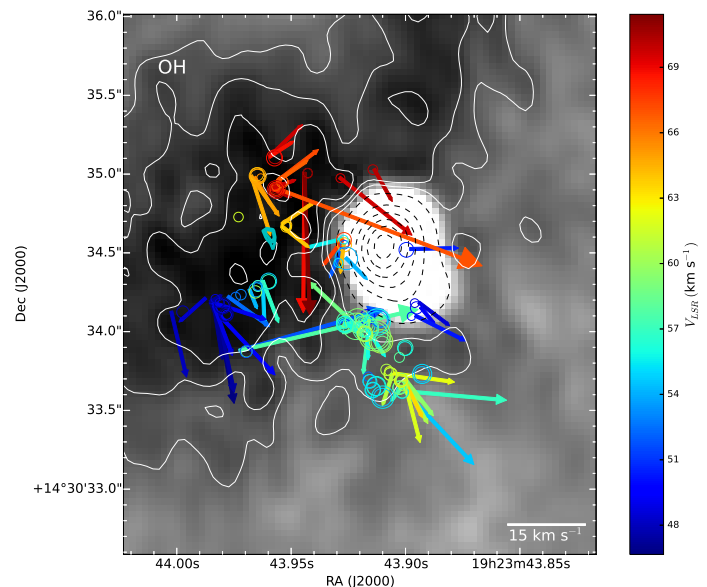 36.0"
35.5"
35.0"
34.5"
34.0"
33.5"
+14°30'33.0"
Dec (J2000)
OH
15 km s⁻¹
44.00s
43.95s
43.90s
19h23m43.85s
RA (J2000)
69
66
63
60
57
54
51
48
V_LSR (km s⁻¹)